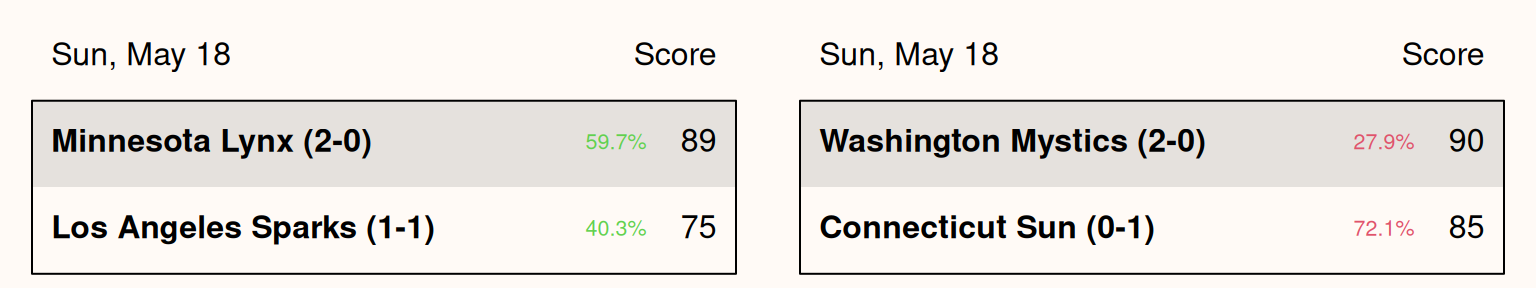 Sun, May 18 Score
Minnesota Lynx (2-0) 59.7% 89
Los Angeles Sparks (1-1) 40.3% 75
Sun, May 18 Score
Washington Mystics (2-0) 27.9% 90
Connecticut Sun (0-1) 72.1% 85